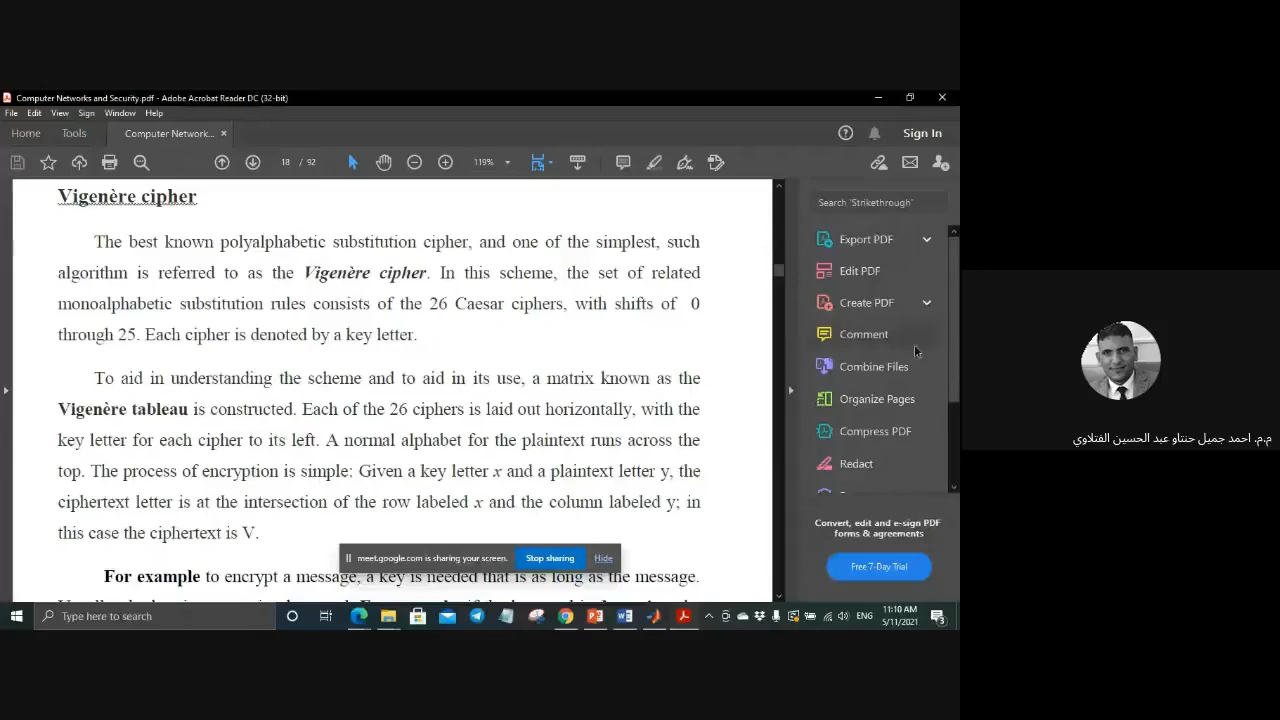 Computer Networks and Security.pdf - Adobe Acrobat Reader DC (32-bit)
File Edit View Sign Window Help
Home Tools Computer Network... × Sign In
18 / 92 119%
Vigenère cipher
The best known polyalphabetic substitution cipher, and one of the simplest, such
algorithm is referred to as the Vigenère cipher. In this scheme, the set of related
monoalphabetic substitution rules consists of the 26 Caesar ciphers, with shifts of 0
through 25. Each cipher is denoted by a key letter.
To aid in understanding the scheme and to aid in its use, a matrix known as the
Vigenère tableau is constructed. Each of the 26 ciphers is laid out horizontally, with the
key letter for each cipher to its left. A normal alphabet for the plaintext runs across the
top. The process of encryption is simple: Given a key letter x and a plaintext letter y, the
ciphertext letter is at the intersection of the row labeled x and the column labeled y; in
this case the ciphertext is V.
For example to encrypt a message, a key is needed that is as long as the message.
meet.google.com is sharing your screen. Stop sharing Hide
Search 'Strikethrough'
Export PDF
Edit PDF
Create PDF
Comment
Combine Files
Organize Pages
Compress PDF
Redact
Convert, edit and e-sign PDF
forms & agreements
Free 7-Day Trial
Type here to search
ENG
11:10 AM
5/11/2021
3
م.م. احمد جميل حنتاو عبد الحسين الفتلاوي